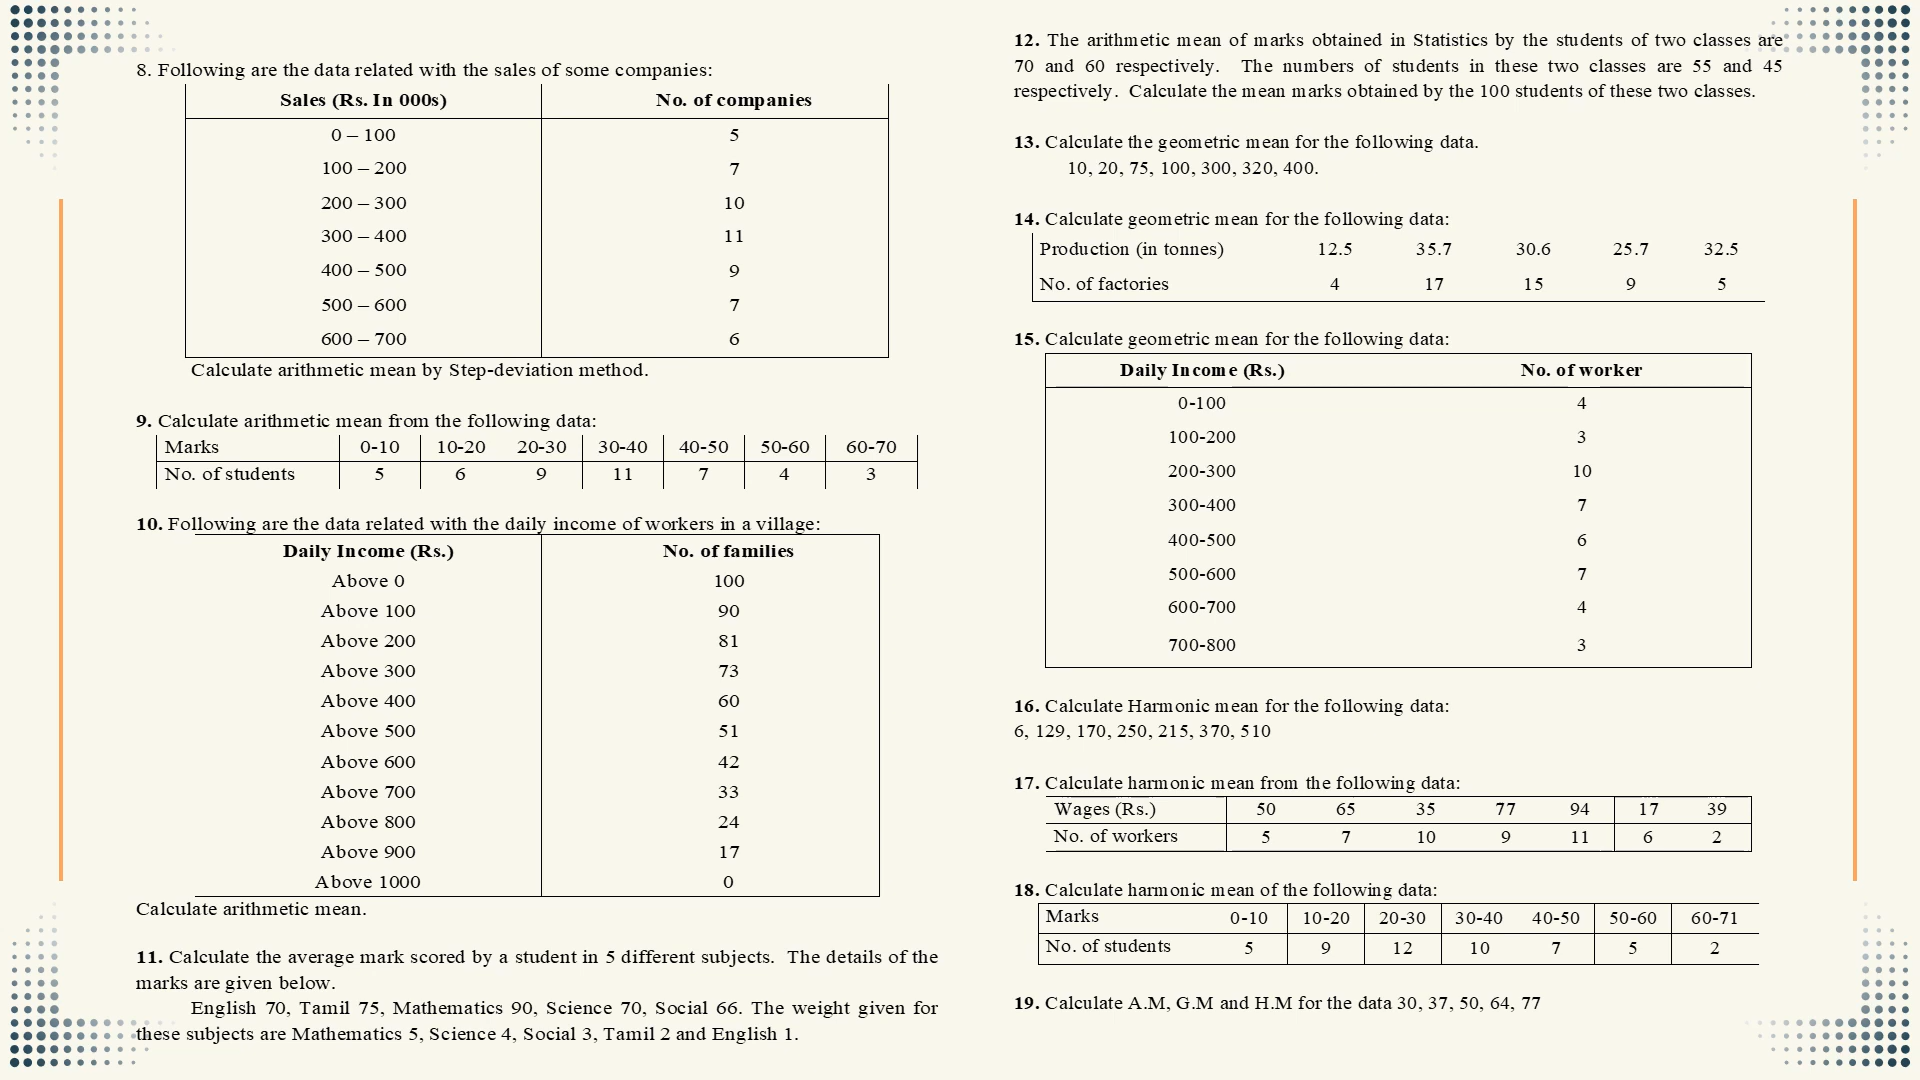 8. Following are the data related with the sales of some companies:
Sales (Rs. In 000s) No. of companies
0 – 100 5
100 – 200 7
200 – 300 10
300 – 400 11
400 – 500 9
500 – 600 7
600 – 700 6
Calculate arithmetic mean by Step-deviation method.
9. Calculate arithmetic mean from the following data:
Marks 0-10 10-20 20-30 30-40 40-50 50-60 60-70
No. of students 5 6 9 11 7 4 3
10. Following are the data related with the daily income of workers in a village:
Daily Income (Rs.) No. of families
Above 0 100
Above 100 90
Above 200 81
Above 300 73
Above 400 60
Above 500 51
Above 600 42
Above 700 33
Above 800 24
Above 900 17
Above 1000 0
Calculate arithmetic mean.
11. Calculate the average mark scored by a student in 5 different subjects. The details of the
marks are given below.
English 70, Tamil 75, Mathematics 90, Science 70, Social 66. The weight given for
these subjects are Mathematics 5, Science 4, Social 3, Tamil 2 and English 1.
12. The arithmetic mean of marks obtained in Statistics by the students of two classes are
70 and 60 respectively. The numbers of students in these two classes are 55 and 45
respectively. Calculate the mean marks obtained by the 100 students of these two classes.
13. Calculate the geometric mean for the following data.
10, 20, 75, 100, 300, 320, 400.
14. Calculate geometric mean for the following data:
Production (in tonnes) 12.5 35.7 30.6 25.7 32.5
No. of factories 4 17 15 9 5
15. Calculate geometric mean for the following data:
Daily Income (Rs.) No. of worker
0-100 4
100-200 3
200-300 10
300-400 7
400-500 6
500-600 7
600-700 4
700-800 3
16. Calculate Harmonic mean for the following data:
6, 129, 170, 250, 215, 370, 510
17. Calculate harmonic mean from the following data:
Wages (Rs.) 50 65 35 77 94 17 39
No. of workers 5 7 10 9 11 6 2
18. Calculate harmonic mean of the following data:
Marks 0-10 10-20 20-30 30-40 40-50 50-60 60-71
No. of students 5 9 12 10 7 5 2
19. Calculate A.M, G.M and H.M for the data 30, 37, 50, 64, 77